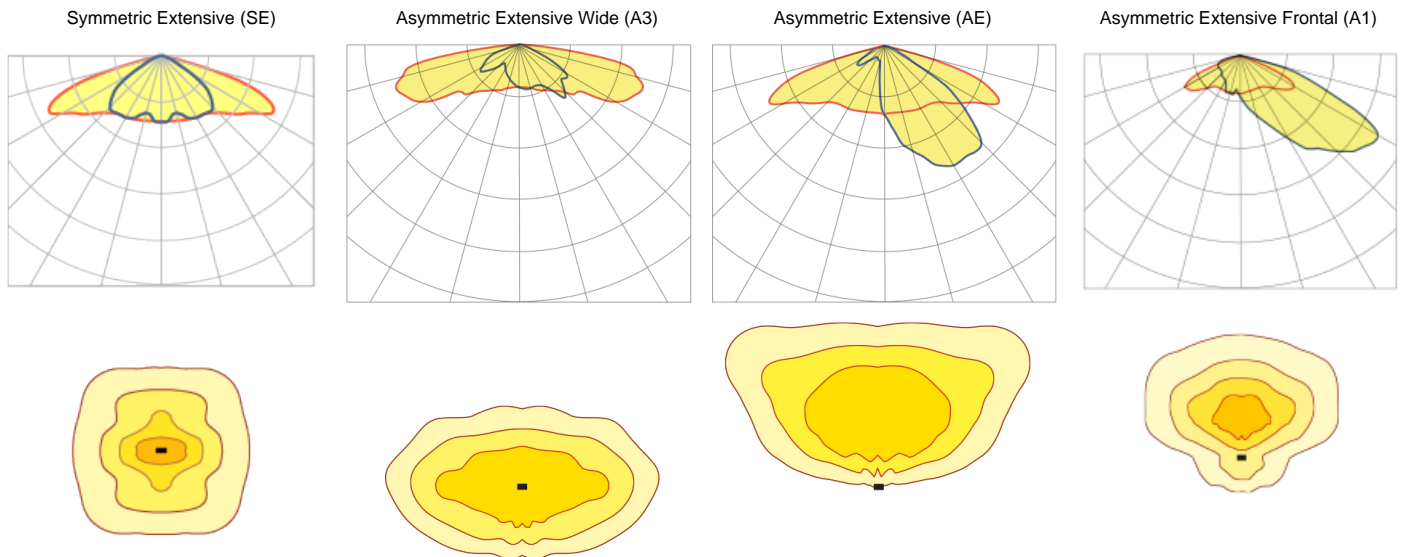 Symmetric Extensive (SE)
Asymmetric Extensive Wide (A3)
Asymmetric Extensive (AE)
Asymmetric Extensive Frontal (A1)